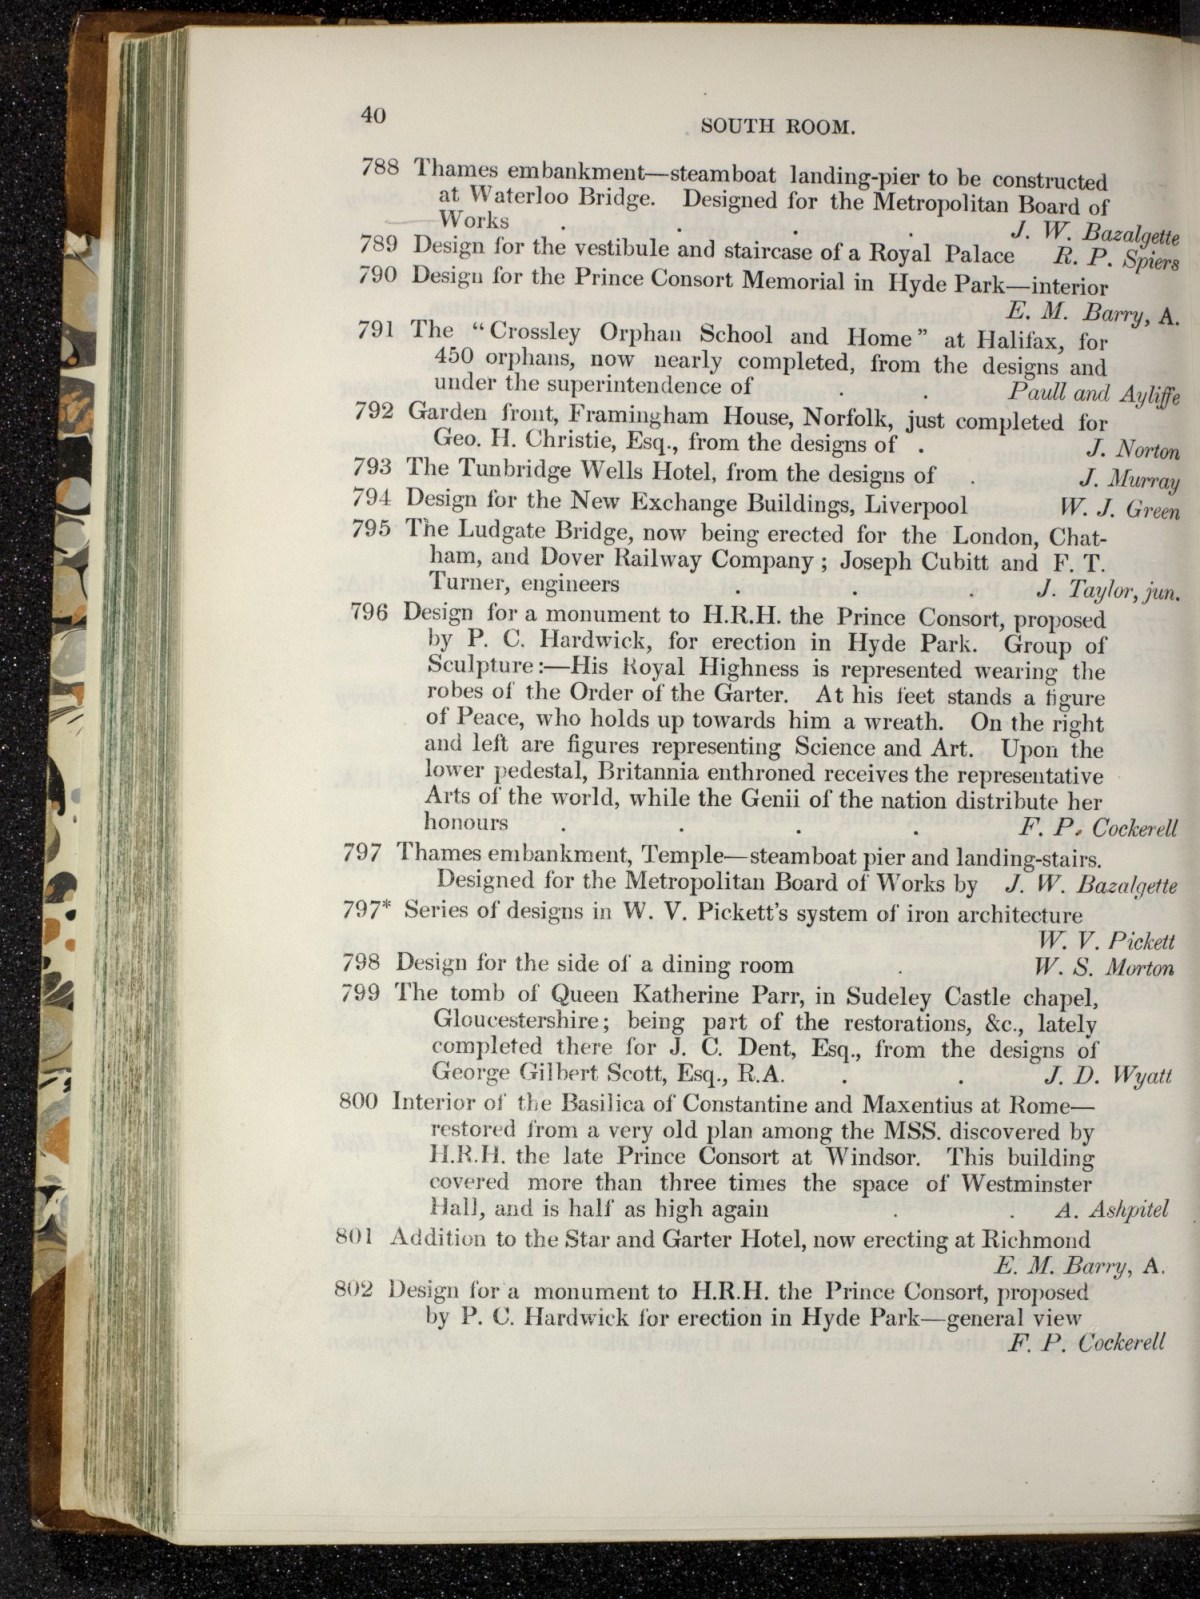 40
SOUTH ROOM.
788 Thames embankment—steamboat landing-pier to be constructed
at Waterloo Bridge. Designed for the Metropolitan Board of
Works . . . . J. W. Bazalgette
789 Design for the vestibule and staircase of a Royal Palace R. P. Spiers
790 Design for the Prince Consort Memorial in Hyde Park—interior
E. M. Barry, A.
791 The “Crossley Orphan School and Home” at Halifax, for
450 orphans, now nearly completed, from the designs and
under the superintendence of . . Paull and Ayliffe
792 Garden front, Framingham House, Norfolk, just completed for
Geo. H. Christie, Esq., from the designs of . J. Norton
793 The Tunbridge Wells Hotel, from the designs of . J. Murray
794 Design for the New Exchange Buildings, Liverpool W. J. Green
795 The Ludgate Bridge, now being erected for the London, Chat-
ham, and Dover Railway Company; Joseph Cubitt and F. T.
Turner, engineers . . . J. Taylor, jun.
796 Design for a monument to H.R.H. the Prince Consort, proposed
by P. C. Hardwick, for erection in Hyde Park. Group of
Sculpture:—His Royal Highness is represented wearing the
robes of the Order of the Garter. At his feet stands a figure
of Peace, who holds up towards him a wreath. On the right
and left are figures representing Science and Art. Upon the
lower pedestal, Britannia enthroned receives the representative
Arts of the world, while the Genii of the nation distribute her
honours . . . . F. P. Cockerell
797 Thames embankment, Temple—steamboat pier and landing-stairs.
Designed for the Metropolitan Board of Works by J. W. Bazalgette
797* Series of designs in W. V. Pickett’s system of iron architecture
W. V. Pickett
798 Design for the side of a dining room . W. S. Morton
799 The tomb of Queen Katherine Parr, in Sudeley Castle chapel,
Gloucestershire; being part of the restorations, &c., lately
completed there for J. C. Dent, Esq., from the designs of
George Gilbert Scott, Esq., R.A. . . J. D. Wyatt
800 Interior of the Basilica of Constantine and Maxentius at Rome—
restored from a very old plan among the MSS. discovered by
H.R.H. the late Prince Consort at Windsor. This building
covered more than three times the space of Westminster
Hall, and is half as high again . . A. Ashpitel
801 Addition to the Star and Garter Hotel, now erecting at Richmond
E. M. Barry, A.
802 Design for a monument to H.R.H. the Prince Consort, proposed
by P. C. Hardwick for erection in Hyde Park—general view
F. P. Cockerell